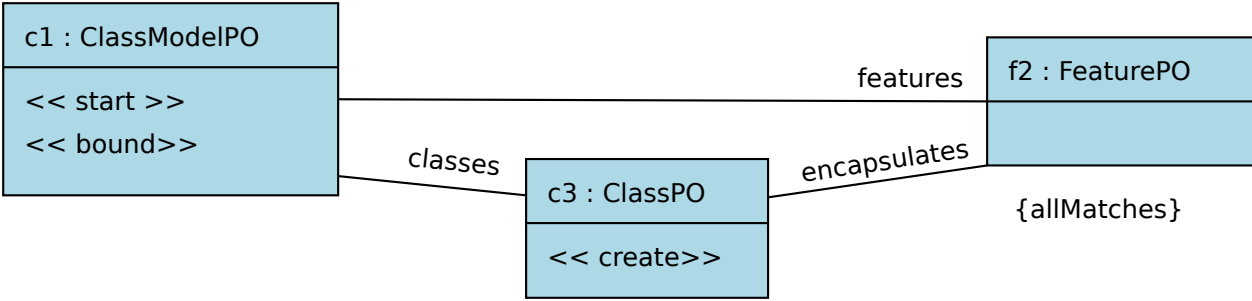 c1 : ClassModelPO
<< start >>
<< bound>>
features
f2 : FeaturePO
classes
encapsulates
c3 : ClassPO
<< create>>
{allMatches}